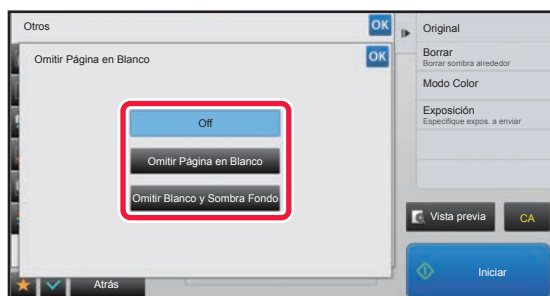 Otros
OK
Omitir Página en Blanco
OK
Off
Omitir Página en Blanco
Omitir Blanco y Sombra Fondo
Atrás
Original
Borrar
Borrar sombra alrededor
Modo Color
Exposición
Especifique expos. a enviar
Vista previa
CA
Iniciar